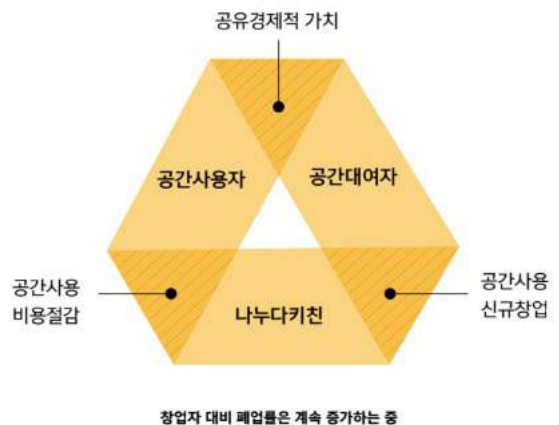 공유경제적 가치
공간사용자
공간대여자
공간사용
비용절감
나누다키친
공간사용
신규창업
창업자 대비 폐업률은 계속 증가하는 중